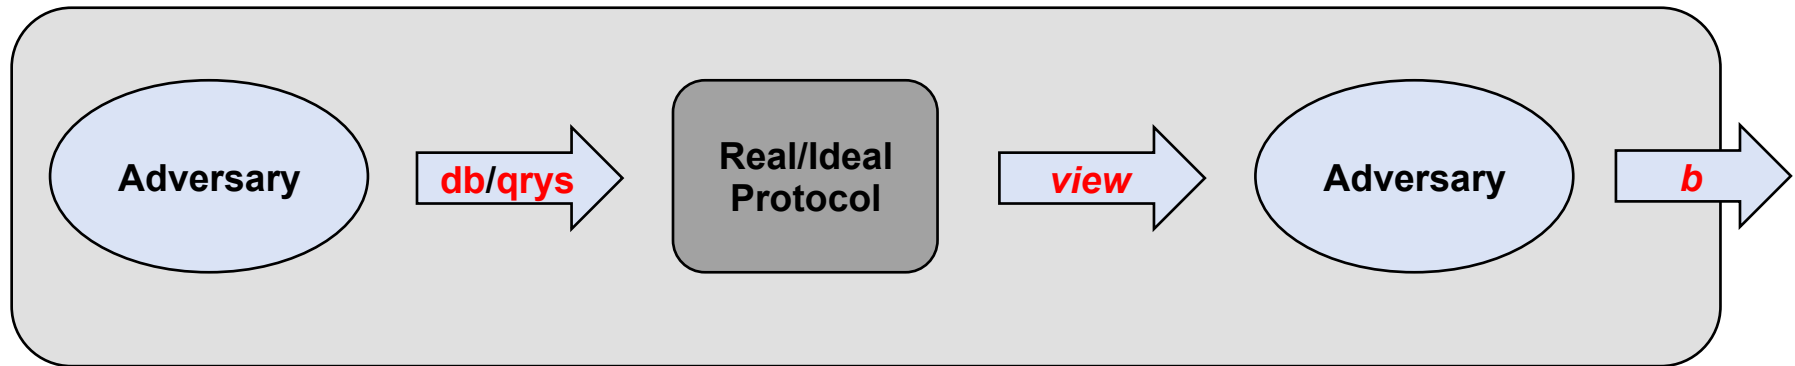 Adversary
db/qrys
Real/Ideal
Protocol
view
Adversary
b